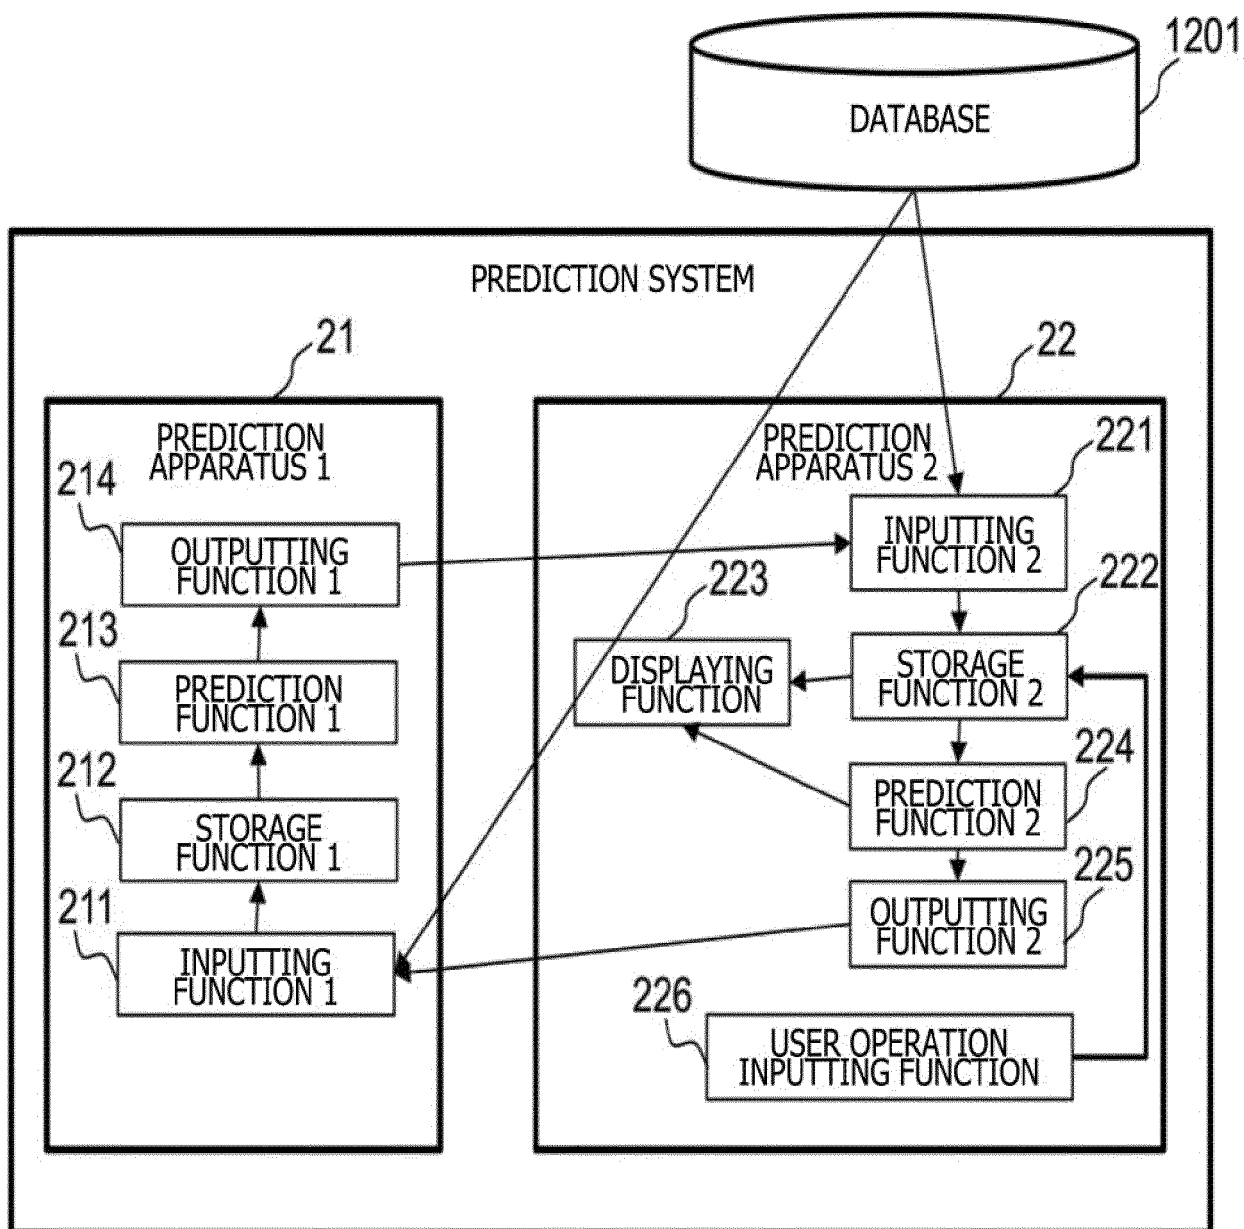 1201
DATABASE
PREDICTION SYSTEM
21
PREDICTION
APPARATUS 1
214
OUTPUTTING
FUNCTION 1
213
PREDICTION
FUNCTION 1
212
STORAGE
FUNCTION 1
211
INPUTTING
FUNCTION 1
22
PREDICTION
APPARATUS 2
221
INPUTTING
FUNCTION 2
222
STORAGE
FUNCTION 2
223
DISPLAYING
FUNCTION
224
PREDICTION
FUNCTION 2
225
OUTPUTTING
FUNCTION 2
226
USER OPERATION
INPUTTING FUNCTION